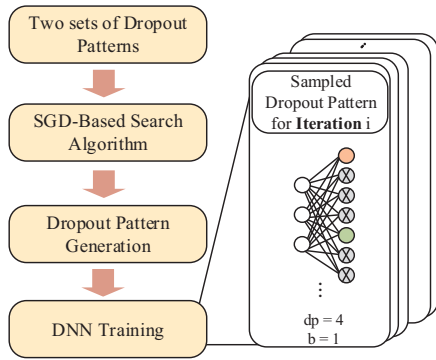 Two sets of Dropout
Patterns
SGD-Based Search
Algorithm
Dropout Pattern
Generation
DNN Training
Sampled
Dropout Pattern
for Iteration i
X
X
X
X
X
...
dp = 4
b = 1